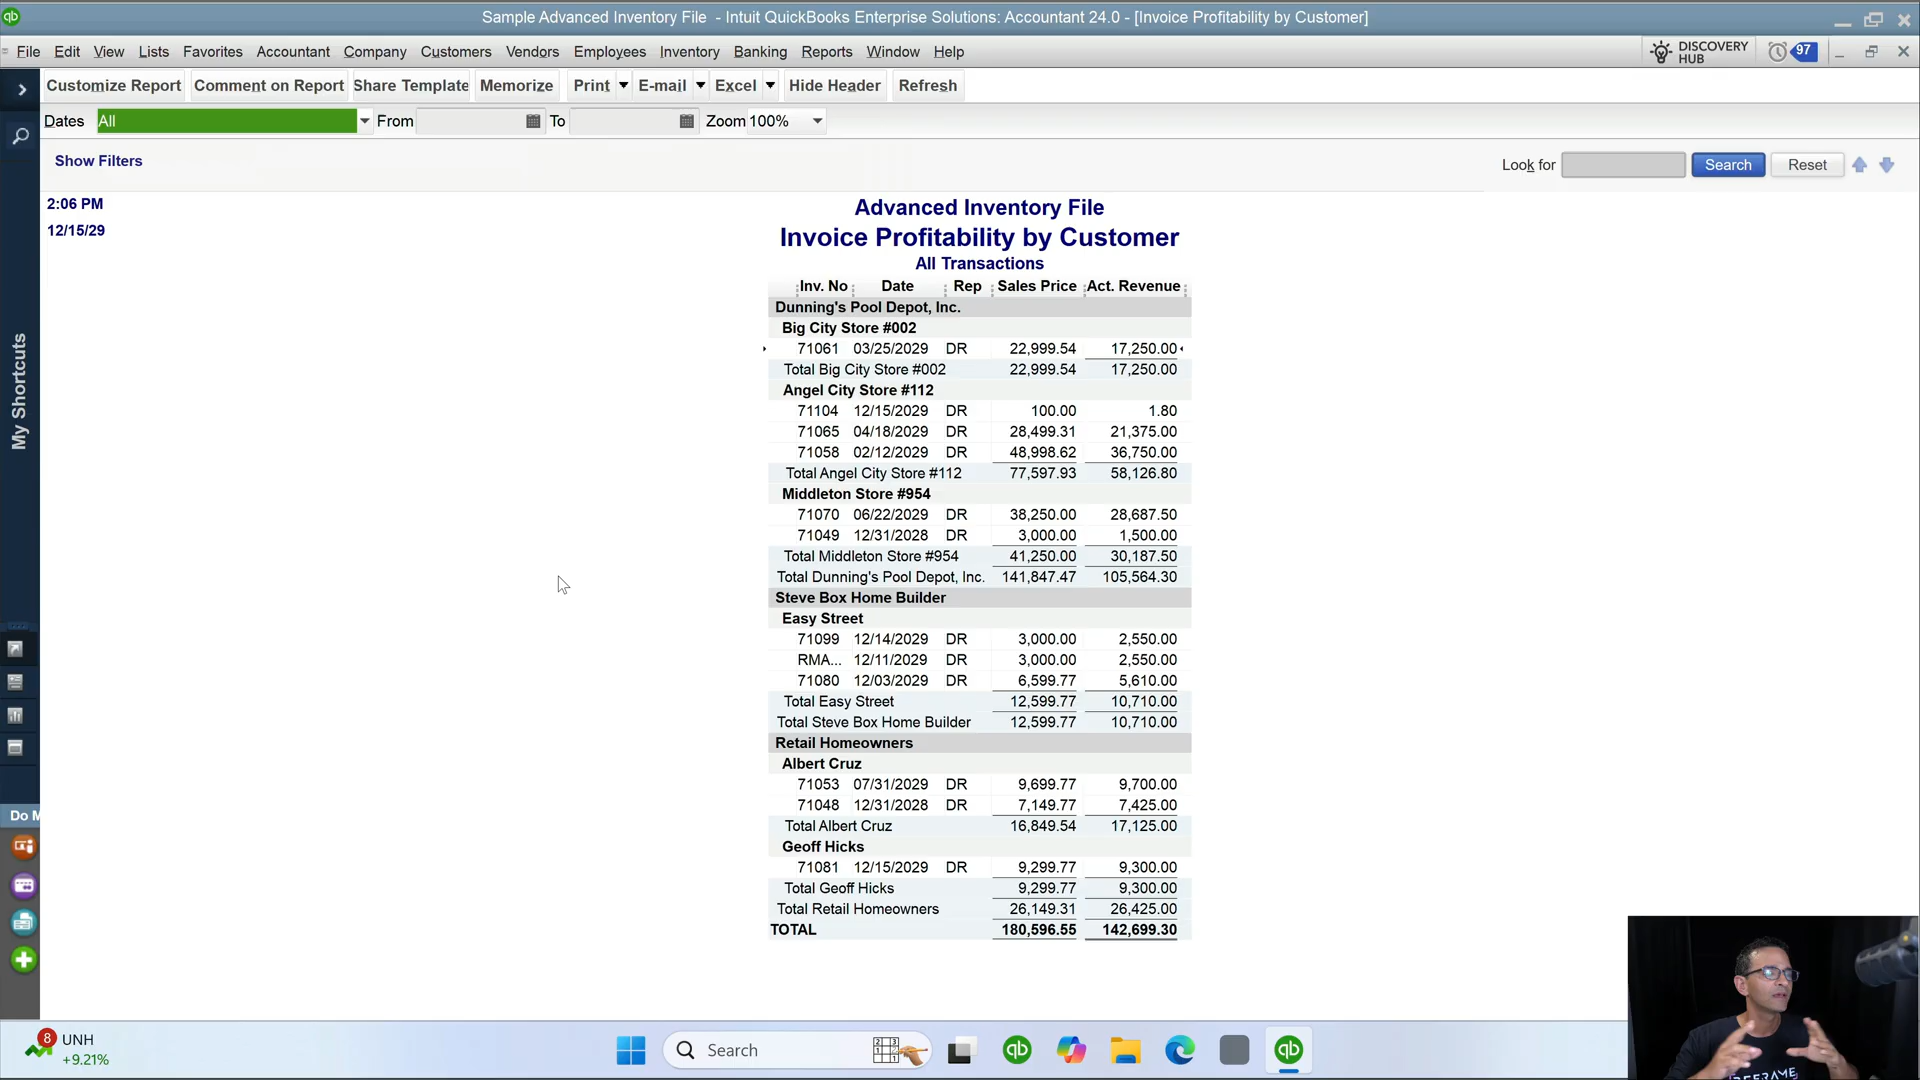 Sample Advanced Inventory File - Intuit QuickBooks Enterprise Solutions: Accountant 24.0 - [Invoice Profitability by Customer]
File Edit View Lists Favorites Accountant Company Customers Vendors Employees Inventory Banking Reports Window Help
DISCOVERY HUB 97
Customize Report Comment on Report Share Template Memorize Print E-mail Excel Hide Header Refresh
Dates All From To Zoom 100%
Show Filters
Look for Search Reset
2:06 PM
12/15/29
My Shortcuts
Do M
Advanced Inventory File
Invoice Profitability by Customer
All Transactions
Inv. No Date Rep Sales Price Act. Revenue
Dunning's Pool Depot, Inc.
Big City Store #002
71061 03/25/2029 DR 22,999.54 17,250.00
Total Big City Store #002 22,999.54 17,250.00
Angel City Store #112
71104 12/15/2029 DR 100.00 1.80
71065 04/18/2029 DR 28,499.31 21,375.00
71058 02/12/2029 DR 48,998.62 36,750.00
Total Angel City Store #112 77,597.93 58,126.80
Middleton Store #954
71070 06/22/2029 DR 38,250.00 28,687.50
71049 12/31/2028 DR 3,000.00 1,500.00
Total Middleton Store #954 41,250.00 30,187.50
Total Dunning's Pool Depot, Inc. 141,847.47 105,564.30
Steve Box Home Builder
Easy Street
71099 12/14/2029 DR 3,000.00 2,550.00
RMA... 12/11/2029 DR 3,000.00 2,550.00
71080 12/03/2029 DR 6,599.77 5,610.00
Total Easy Street 12,599.77 10,710.00
Total Steve Box Home Builder 12,599.77 10,710.00
Retail Homeowners
Albert Cruz
71053 07/31/2029 DR 9,699.77 9,700.00
71048 12/31/2028 DR 7,149.77 7,425.00
Total Albert Cruz 16,849.54 17,125.00
Geoff Hicks
71081 12/15/2029 DR 9,299.77 9,300.00
Total Geoff Hicks 9,299.77 9,300.00
Total Retail Homeowners 26,149.31 26,425.00
TOTAL 180,596.55 142,699.30
8 UNH
+9.21%
Search